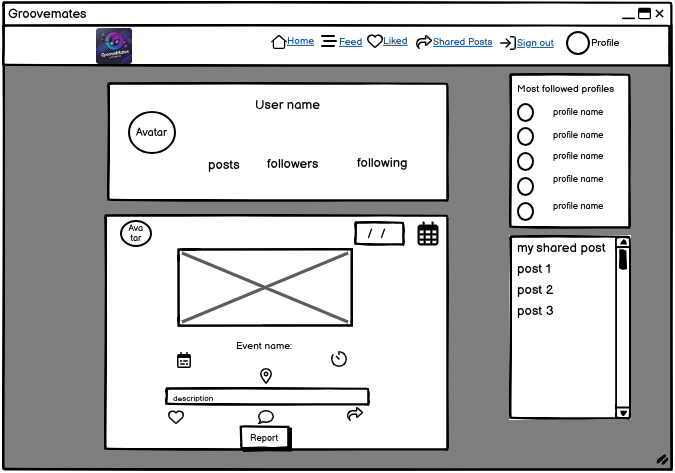 Groovemates
GrooveMates
Home Feed Liked Shared Posts Sign out Profile
User name
Avatar
posts followers following
Ava
tar
/ /
Event name:
description
Report
Most followed profiles
profile name
profile name
profile name
profile name
profile name
my shared post
post 1
post 2
post 3